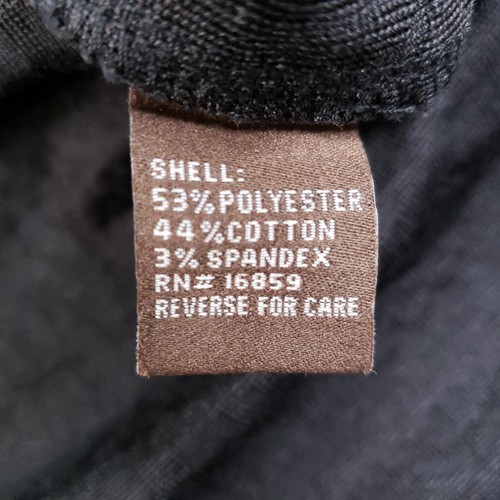 SHELL:
53% POLYESTER
44% COTTON
3% SPANDEX
RN# 16859
REVERSE FOR CARE